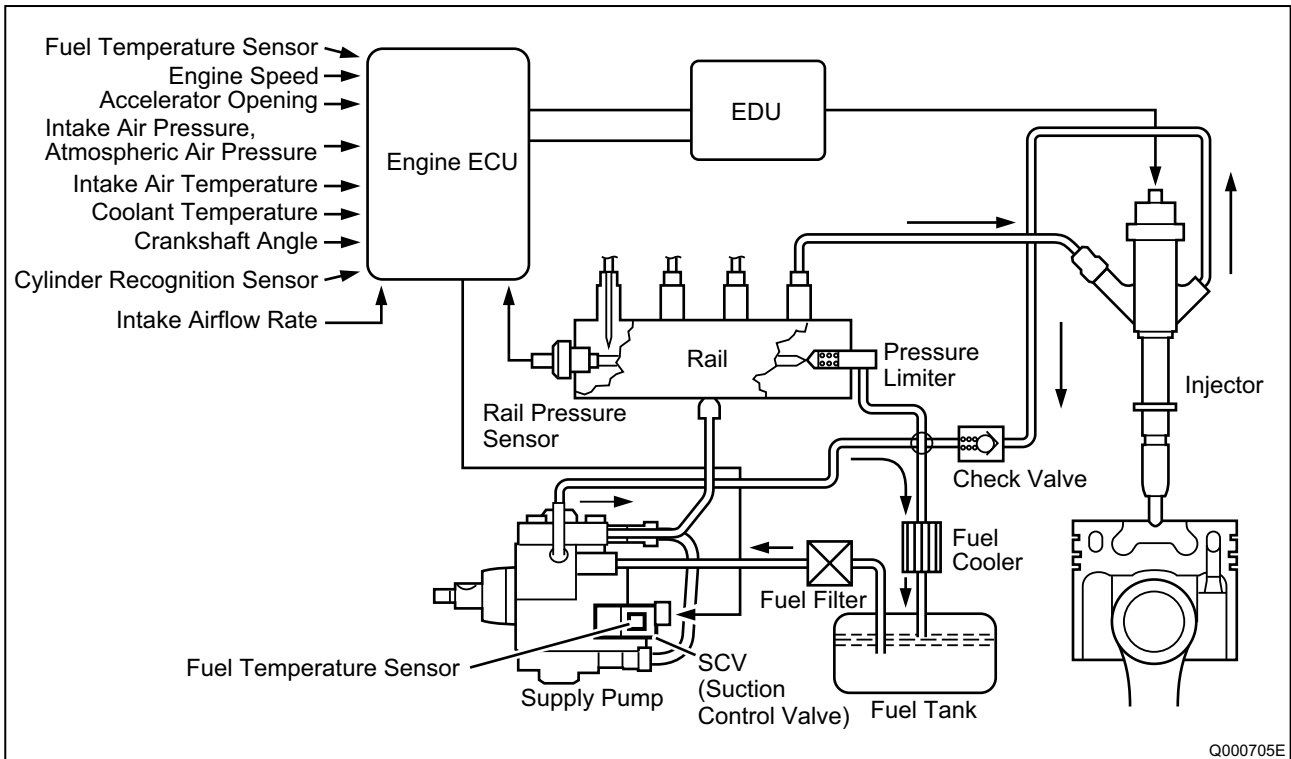 Fuel Temperature Sensor
Engine Speed
Accelerator Opening
Intake Air Pressure,
Atmospheric Air Pressure
Intake Air Temperature
Coolant Temperature
Crankshaft Angle
Cylinder Recognition Sensor
Intake Airflow Rate
Engine ECU
EDU
Rail
Pressure
Limiter
Injector
Rail Pressure
Sensor
Check Valve
Fuel
Cooler
Fuel Filter
Fuel Temperature Sensor
SCV
(Suction
Control Valve)
Supply Pump
Fuel Tank
Q000705E